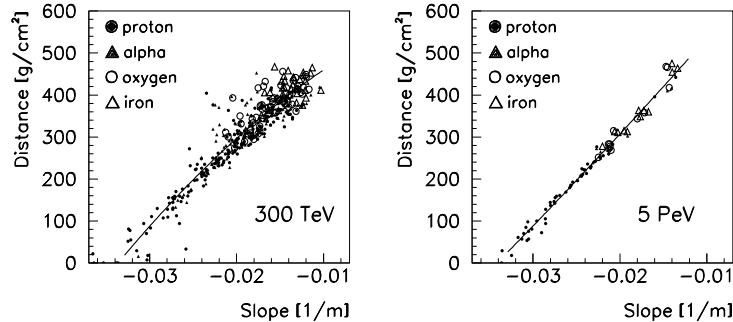 Distance [g/cm²]
600
500
400
300
200
100
0
proton
alpha
oxygen
iron
300 TeV
−0.03
−0.02
−0.01
Slope [1/m]
Distance [g/cm²]
600
500
400
300
200
100
0
proton
alpha
oxygen
iron
5 PeV
−0.03
−0.02
−0.01
Slope [1/m]